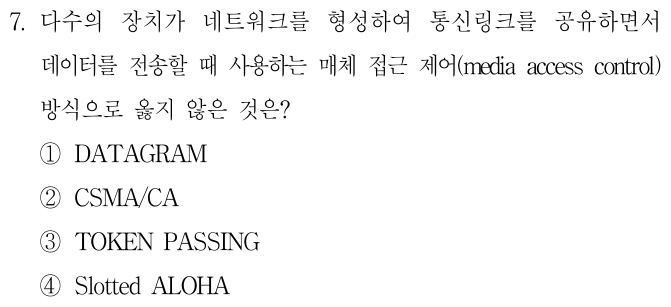 7. 다수의 장치가 네트워크를 형성하여 통신링크를 공유하면서
데이터를 전송할 때 사용하는 매체 접근 제어(media access control)
방식으로 옳지 않은 것은?
① DATAGRAM
② CSMA/CA
③ TOKEN PASSING
④ Slotted ALOHA